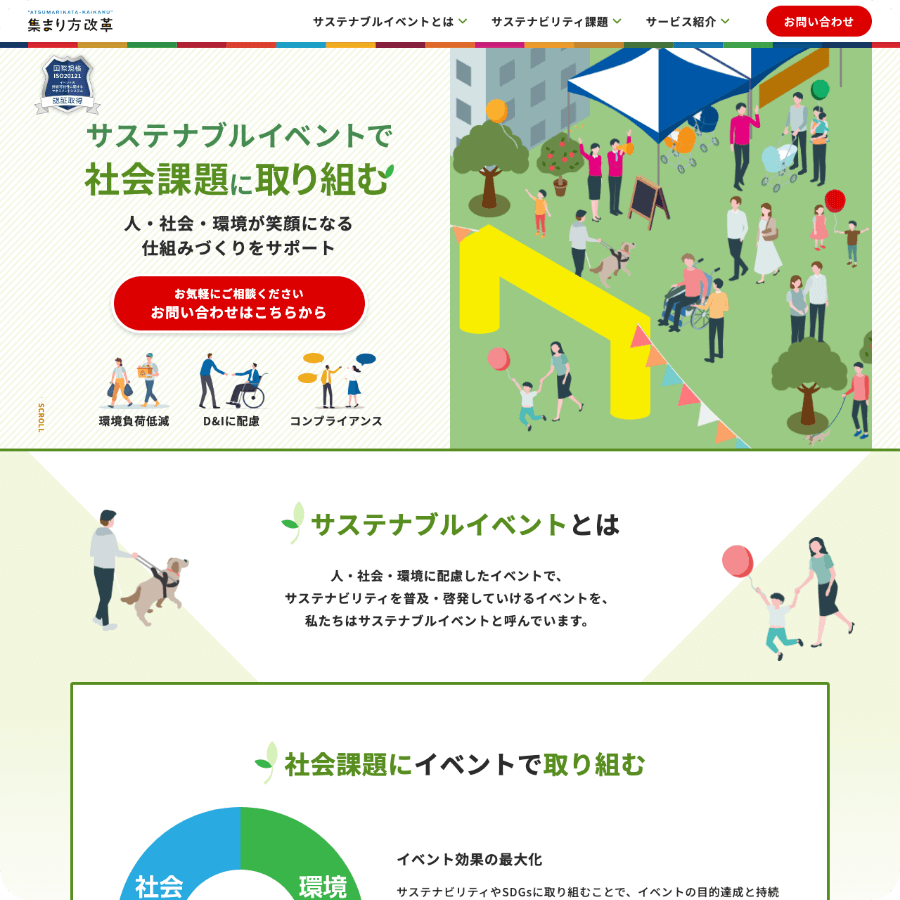 "ATSUMARIKATA-KAIKAKU"
集まり方改革
サステナブルイベントとは
サステナビリティ課題
サービス紹介
お問い合わせ
国際規格
ISO20121
認証取得
サステナブルイベントで
社会課題に取り組む
人・社会・環境が笑顔になる
仕組みづくりをサポート
お気軽にご相談ください
お問い合わせはこちらから
環境負荷低減
D&Iに配慮
コンプライアンス
SCROLL
サステナブルイベントとは
人・社会・環境に配慮したイベントで、
サステナビリティを普及・啓発していけるイベントを、
私たちはサステナブルイベントと呼んでいます。
社会課題にイベントで取り組む
社会
環境
イベント効果の最大化
サステナビリティやSDGsに取り組むことで、イベントの目的達成と持続